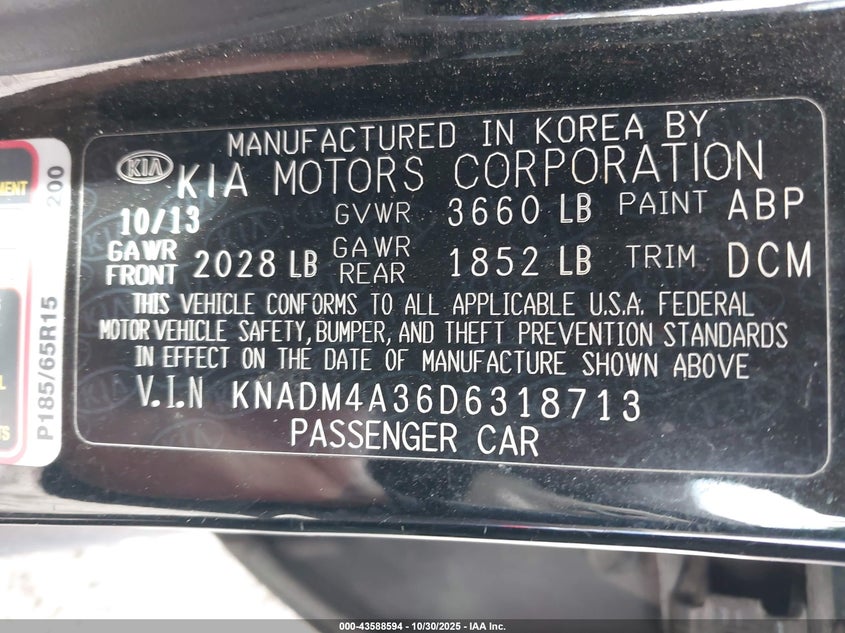 MANUFACTURED IN KOREA BY
KIA KIA MOTORS CORPORATION
10/13 GVWR 3660 LB PAINT ABP
GAWR FRONT 2028 LB GAWR REAR 1852 LB TRIM DCM
THIS VEHICLE CONFORMS TO ALL APPLICABLE U.S.A. FEDERAL
MOTOR VEHICLE SAFETY, BUMPER, AND THEFT PREVENTION STANDARDS
IN EFFECT ON THE DATE OF MANUFACTURE SHOWN ABOVE
V.I.N KNADM4A36D6318713
PASSENGER CAR
P185/65R15 200
000-43588594 - 10/30/2025 - IAA Inc.